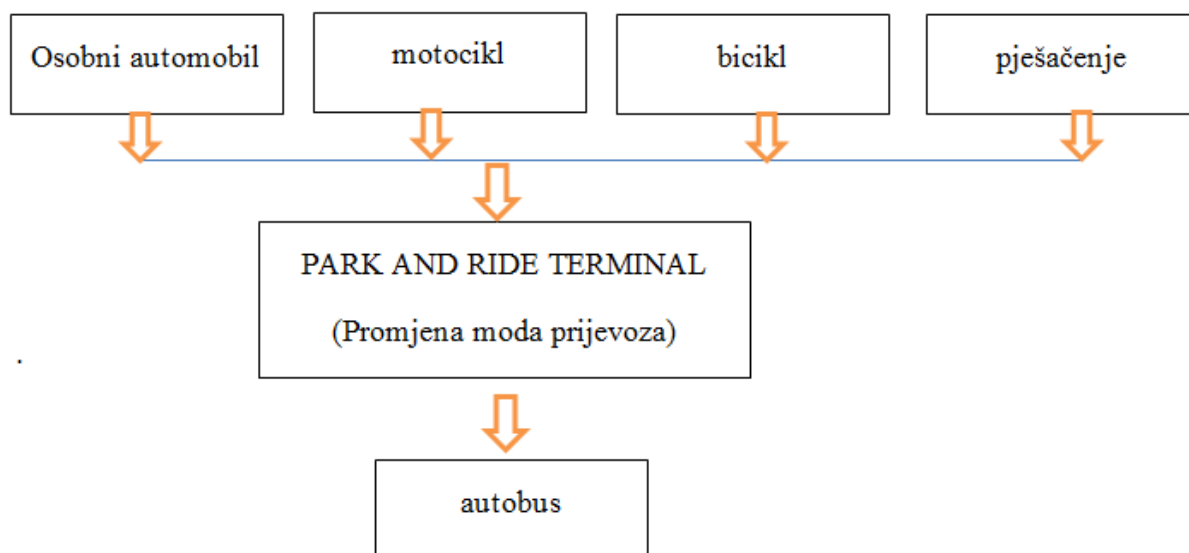 Osobni automobil
motocikl
bicikl
pješačenje
PARK AND RIDE TERMINAL
(Promjena moda prijevoza)
.
autobus